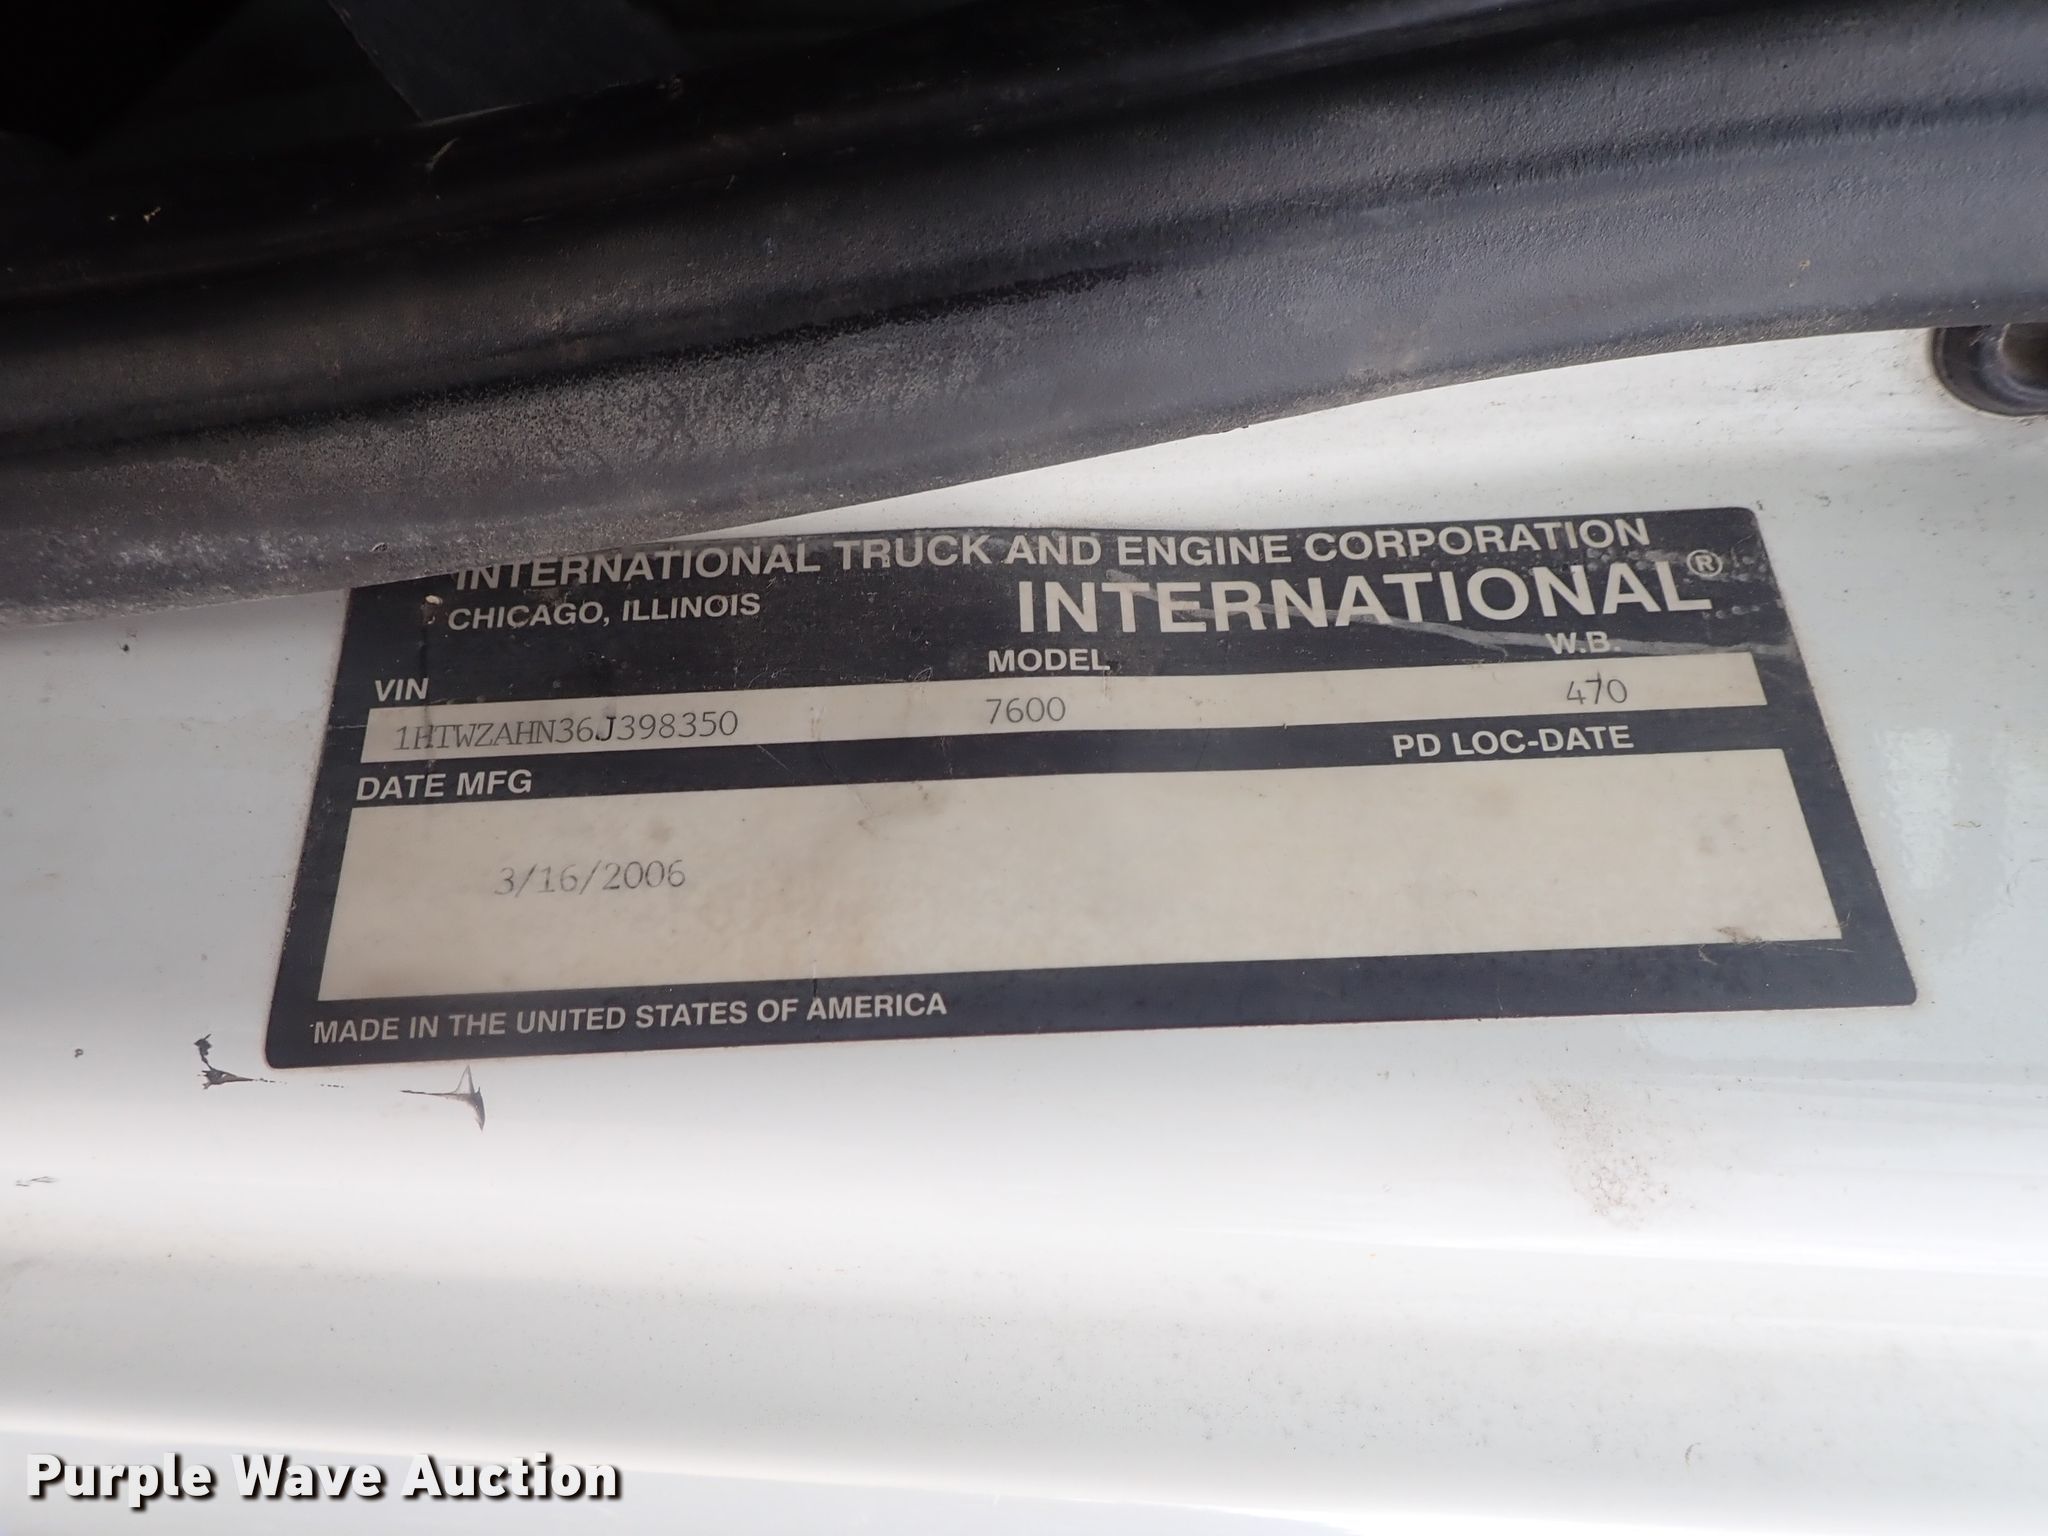 INTERNATIONAL TRUCK AND ENGINE CORPORATION
CHICAGO, ILLINOIS INTERNATIONAL®
VIN MODEL W.B.
1HTWZAHN36J398350 7600 470
DATE MFG PD LOC-DATE
3/16/2006
MADE IN THE UNITED STATES OF AMERICA
Purple Wave Auction